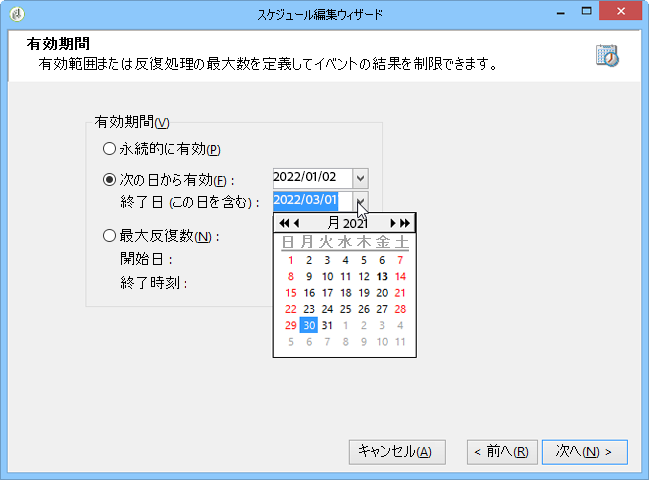 スケジュール編集ウィザード
有効期間
有効範囲または反復処理の最大数を定義してイベントの結果を制限できます。
有効期間(V)
永続的に有効(P)
次の日から有効(F) : 2022/01/02
終了日 (この日を含む) : 2022/03/01
月 2021
日 月 火 水 木 金 土
1 2 3 4 5 6 7
8 9 10 11 12 13 14
15 16 17 18 19 20 21
22 23 24 25 26 27 28
29 30 31 1 2 3 4
5 6 7 8 9 10 11
最大反復数(N) :
開始日 :
終了時刻 :
キャンセル(A) < 前へ(R) 次へ(N) >